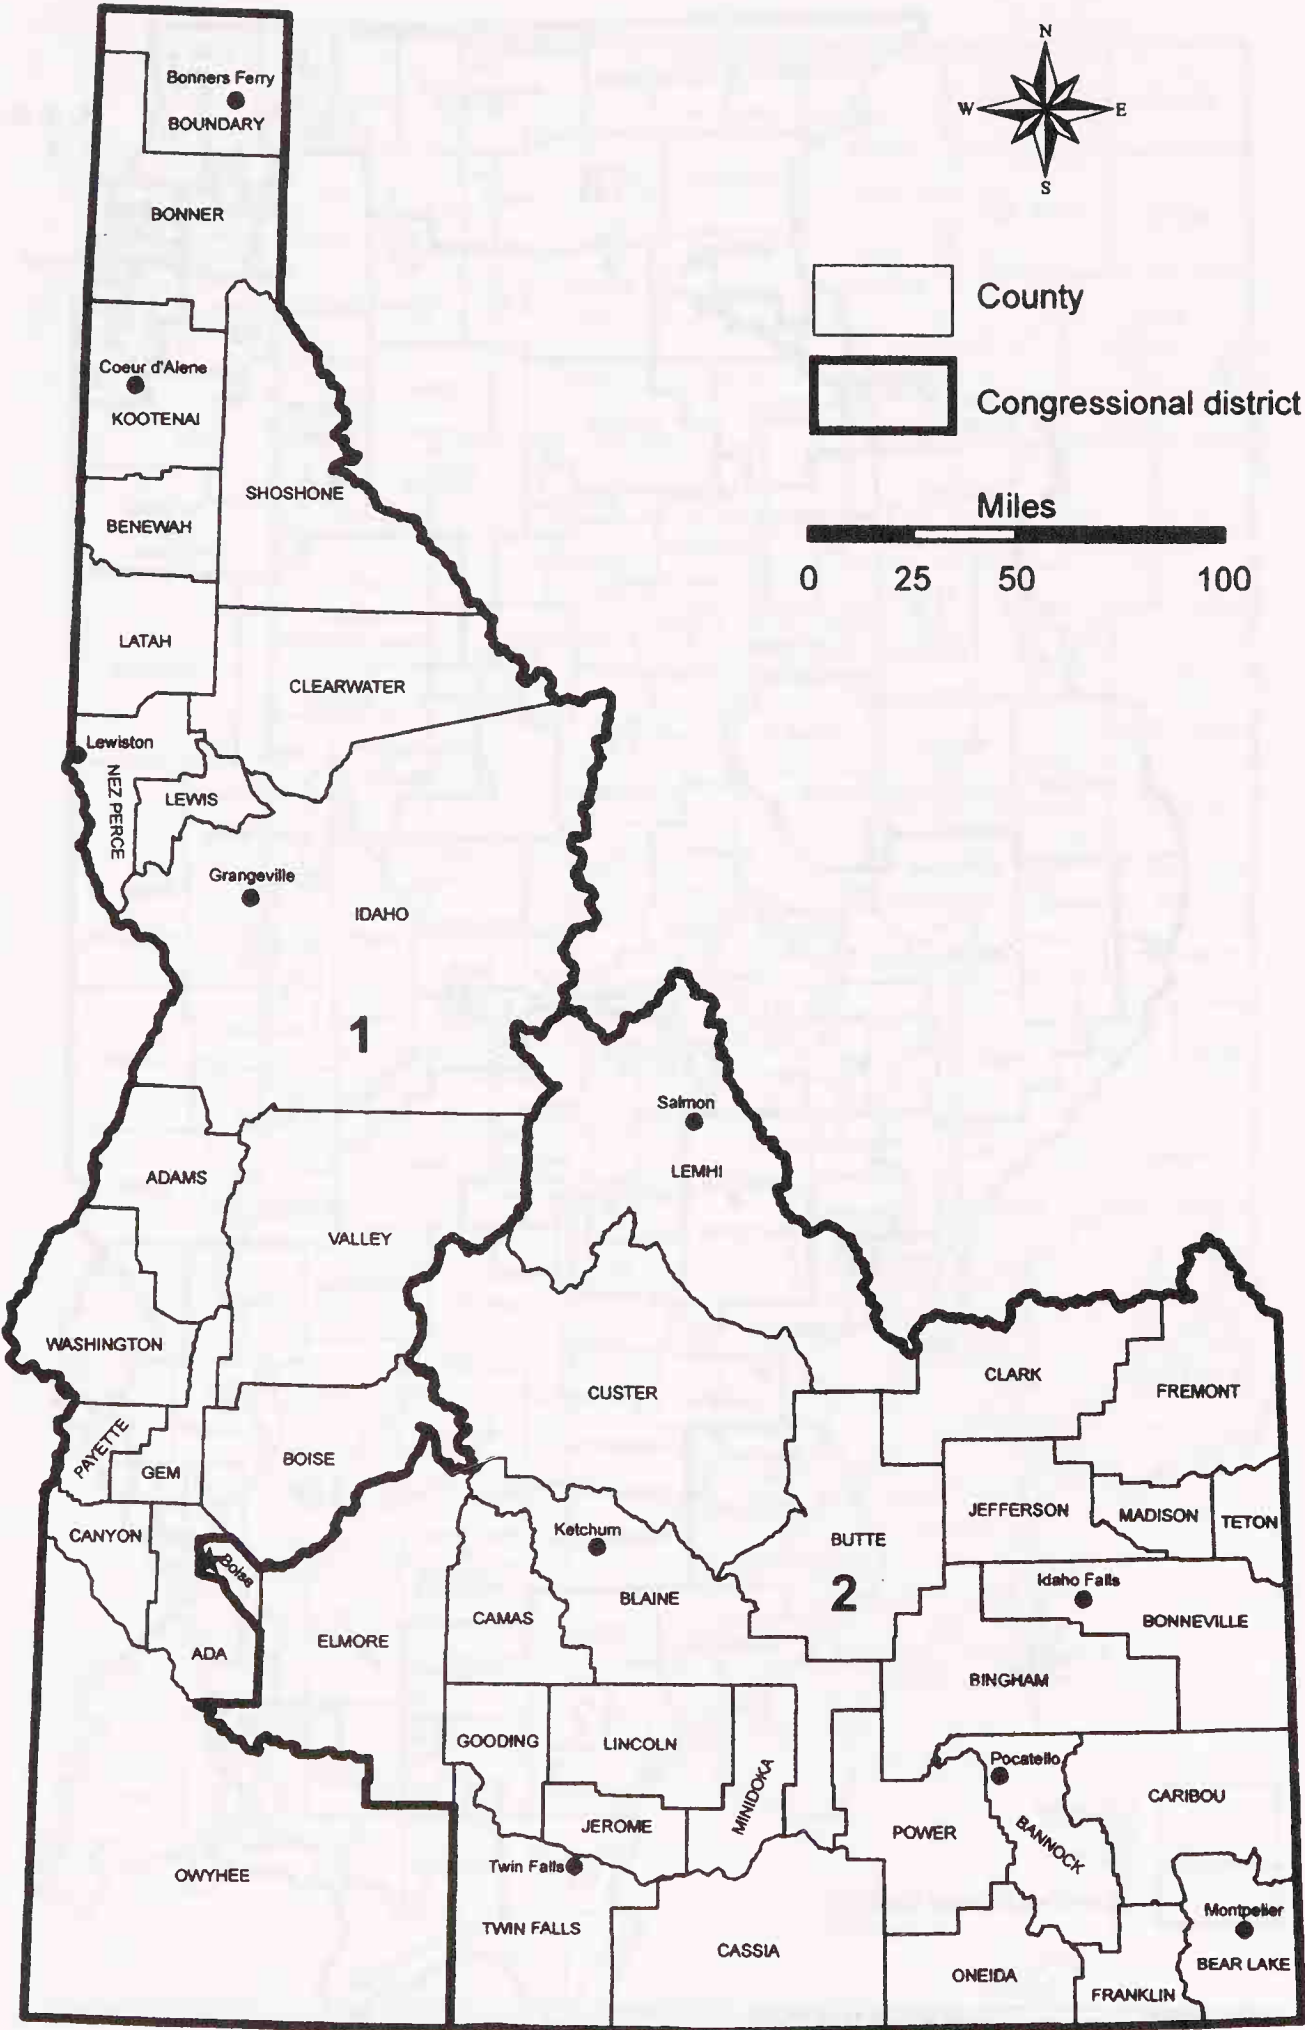 N
W E
S
Bonners Ferry
BOUNDARY
BONNER
County
Coeur d'Alene
KOOTENAI
Congressional district
SHOSHONE
Miles
BENEWAH
0 25 50 100
LATAH
CLEARWATER
Lewiston
NEZ PERCE
LEWIS
Grangeville
IDAHO
1
Salmon
LEMHI
ADAMS
VALLEY
WASHINGTON
CUSTER
CLARK
FREMONT
PAYETTE
GEM
BOISE
CANYON
Boise
Ketchum
BUTTE
2
JEFFERSON
MADISON
TETON
Idaho Falls
BONNEVILLE
CAMAS
BLAINE
ELMORE
ADA
BINGHAM
GOODING
LINCOLN
MINIDOKA
Pocatello
CARIBOU
JEROME
POWER
BANNOCK
Twin Falls
OWYHEE
TWIN FALLS
CASSIA
Montpelier
BEAR LAKE
ONEIDA
FRANKLIN